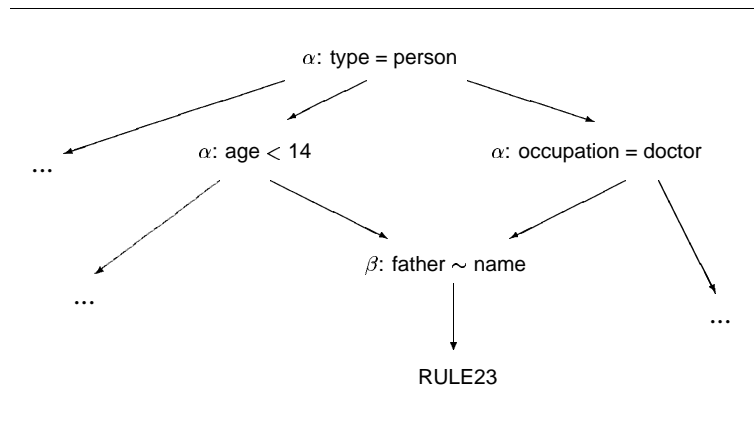 α: type = person
α: age < 14
α: occupation = doctor
...
β: father ∼ name
...
...
RULE23